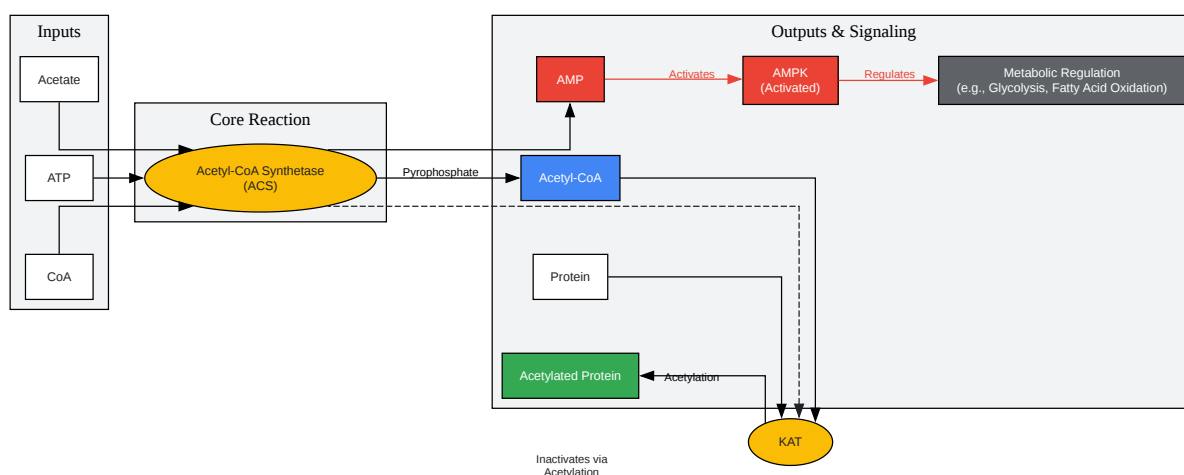 Inputs
Acetate
ATP
CoA
Core Reaction
Acetyl-CoA Synthetase
(ACS)
Pyrophosphate
Outputs & Signaling
AMP
Activates
AMPK
(Activated)
Regulates
Metabolic Regulation
(e.g., Glycolysis, Fatty Acid Oxidation)
Acetyl-CoA
Protein
Acetylated Protein
Acetylation
KAT
Inactivates via
Acetylation